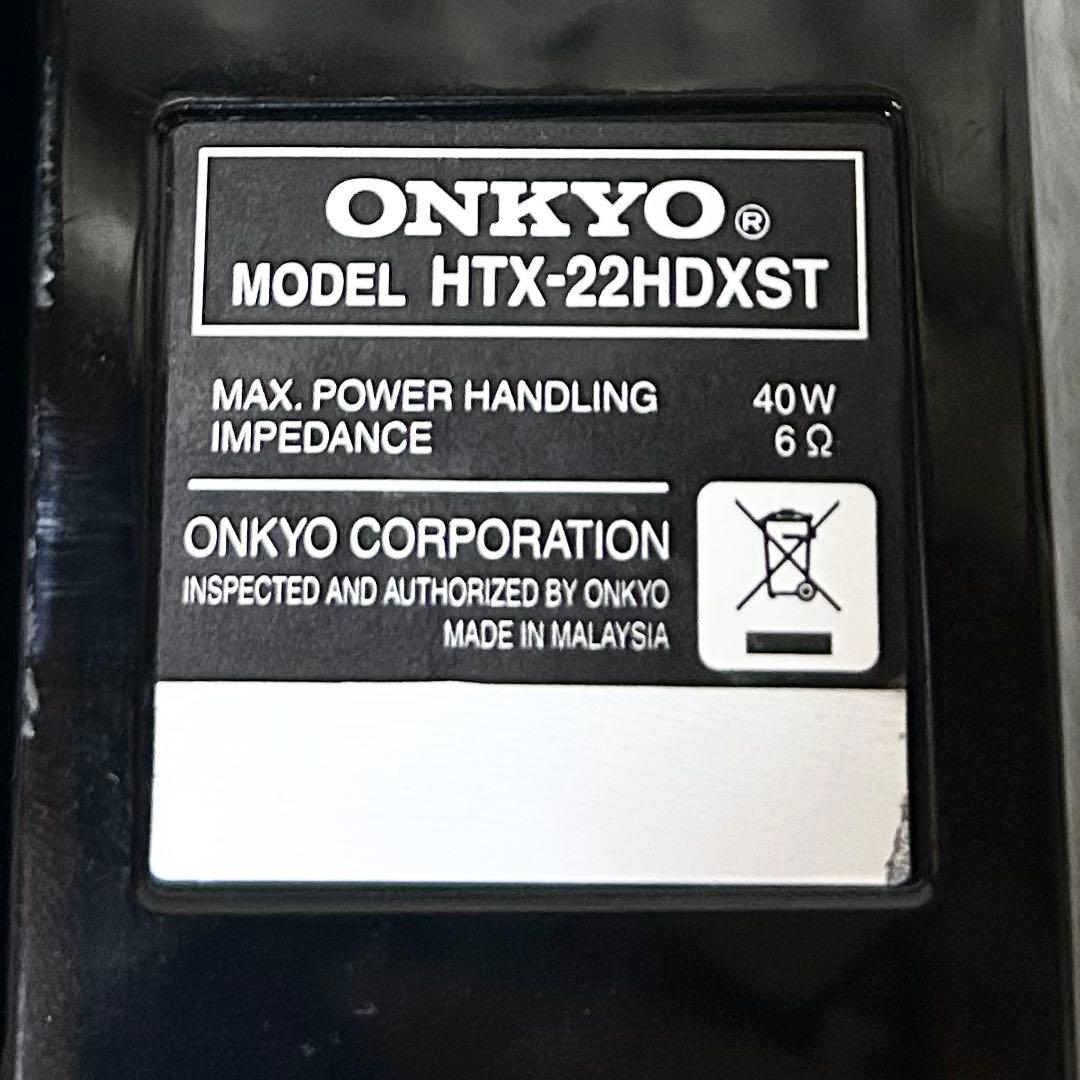 ONKYO®
MODEL HTX-22HDXST
MAX. POWER HANDLING 40W
IMPEDANCE 6Ω
ONKYO CORPORATION
INSPECTED AND AUTHORIZED BY ONKYO
MADE IN MALAYSIA